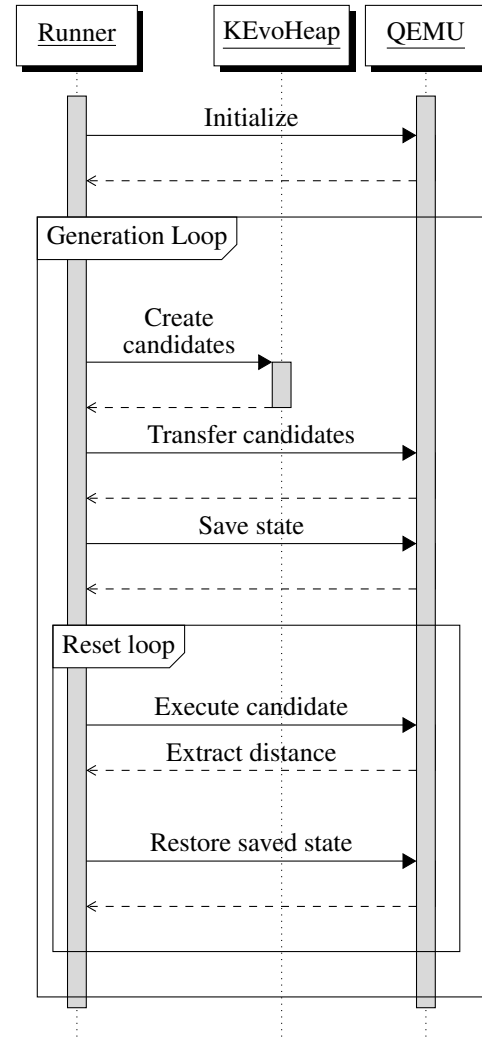 Runner
KEvoHeap
QEMU
Initialize
Generation Loop
Create
candidates
Transfer candidates
Save state
Reset loop
Execute candidate
Extract distance
Restore saved state